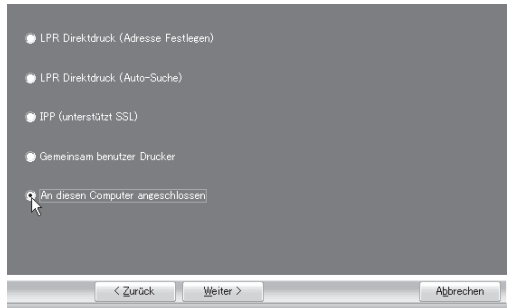 LPR Direktdruck (Adresse Festlegen)
LPR Direktdruck (Auto-Suche)
IPP (unterstützt SSL)
Gemeinsam benutzer Drucker
An diesen Computer angeschlossen
< Zurück Weiter > Abbrechen